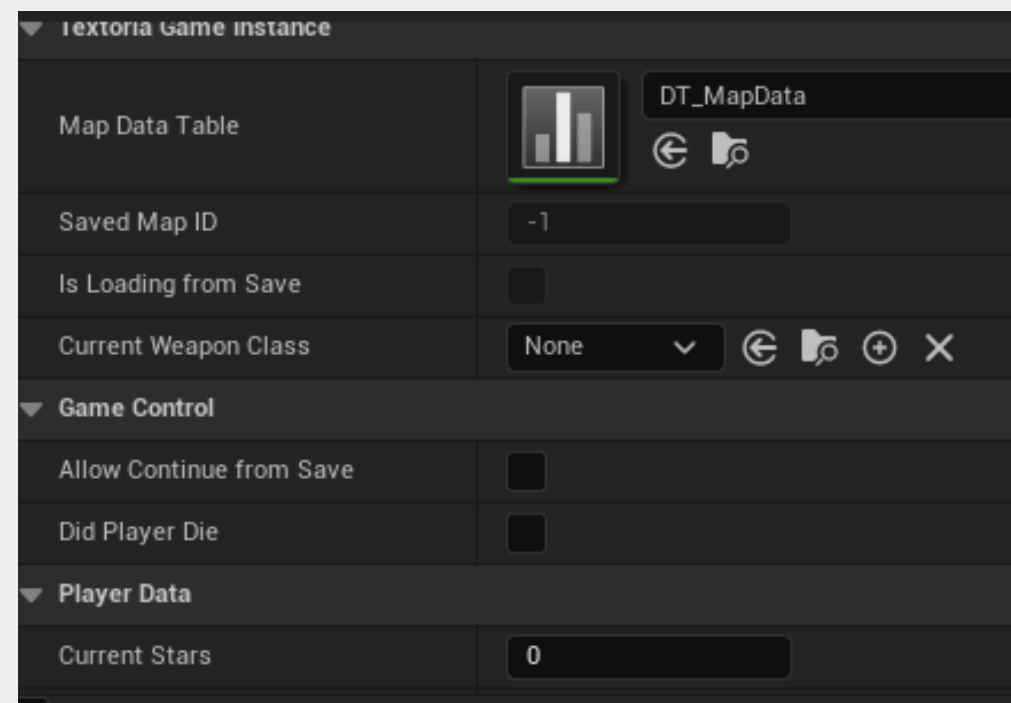 Textoria Game Instance
Map Data Table
DT_MapData
Saved Map ID
-1
Is Loading from Save
Current Weapon Class
None
Game Control
Allow Continue from Save
Did Player Die
Player Data
Current Stars
0